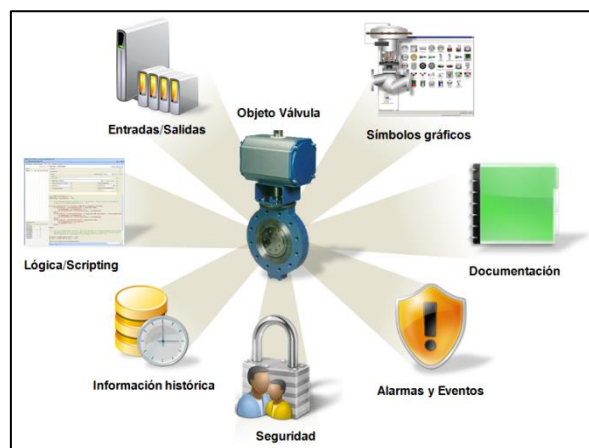 Objeto Válvula
Entradas/Salidas
Símbolos gráficos
Lógica/Scripting
Documentación
Información histórica
Alarmas y Eventos
Seguridad